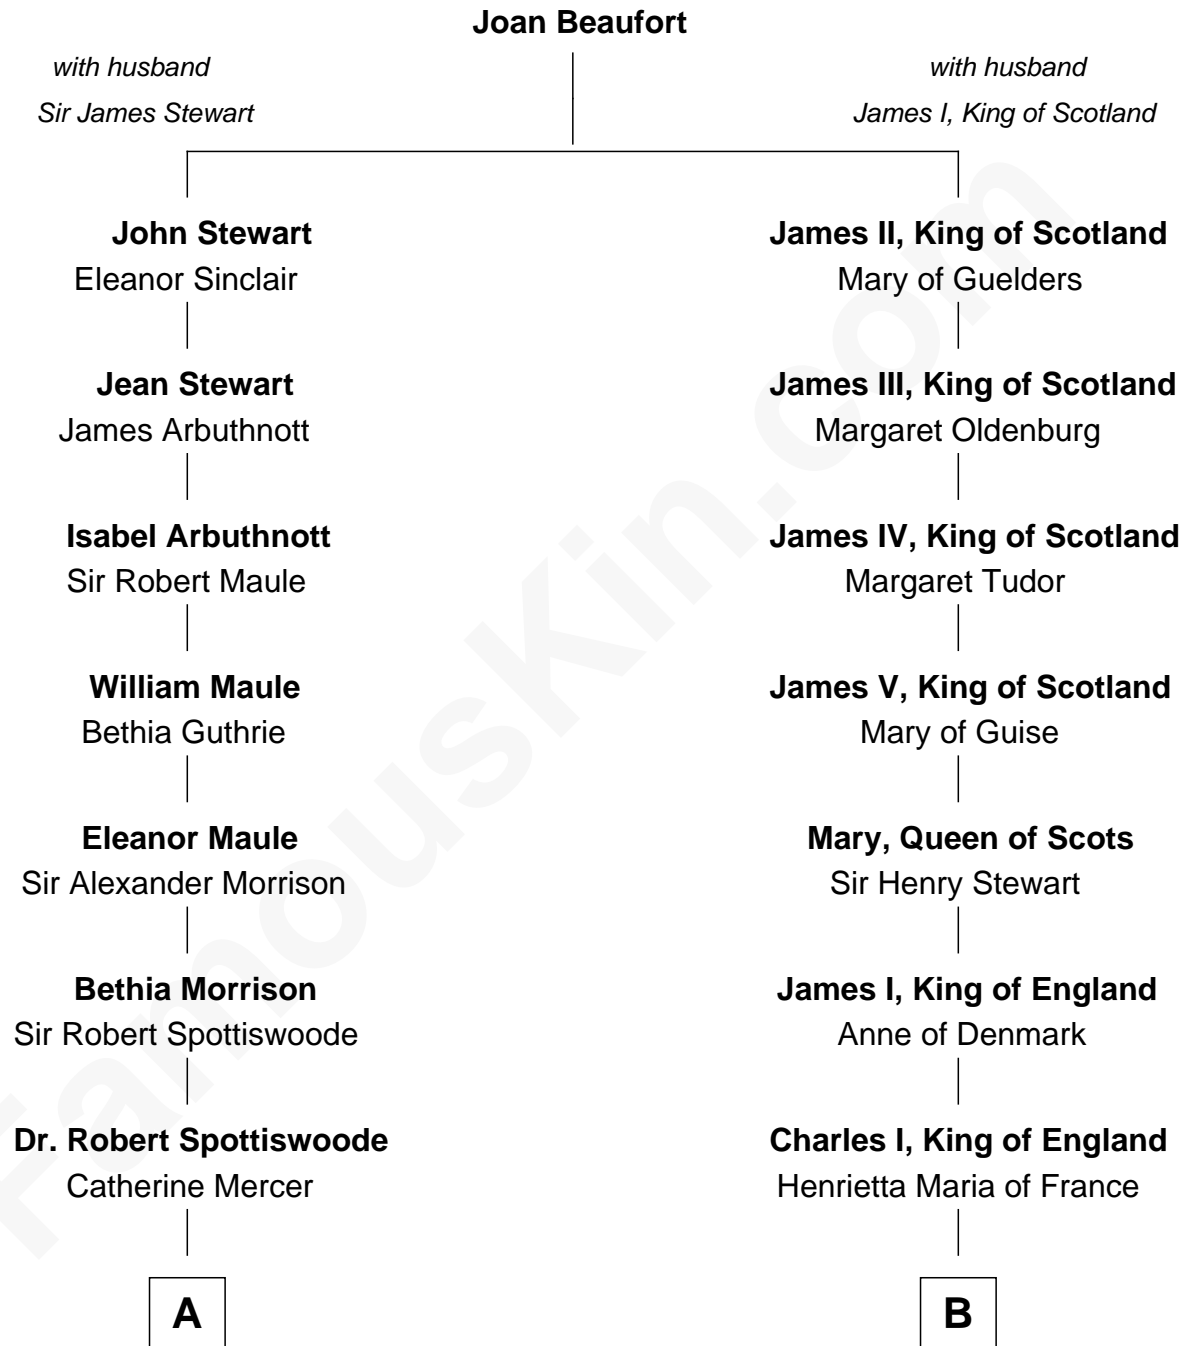 Joan Beaufort
with husband
Sir James Stewart
with husband
James I, King of Scotland
John Stewart
Eleanor Sinclair
James II, King of Scotland
Mary of Guelders
Jean Stewart
James Arbuthnott
James III, King of Scotland
Margaret Oldenburg
Isabel Arbuthnott
Sir Robert Maule
James IV, King of Scotland
Margaret Tudor
William Maule
Bethia Guthrie
James V, King of Scotland
Mary of Guise
Eleanor Maule
Sir Alexander Morrison
Mary, Queen of Scots
Sir Henry Stewart
Bethia Morrison
Sir Robert Spottiswoode
James I, King of England
Anne of Denmark
Dr. Robert Spottiswoode
Catherine Mercer
Charles I, King of England
Henrietta Maria of France
A
B
FamousKin.com